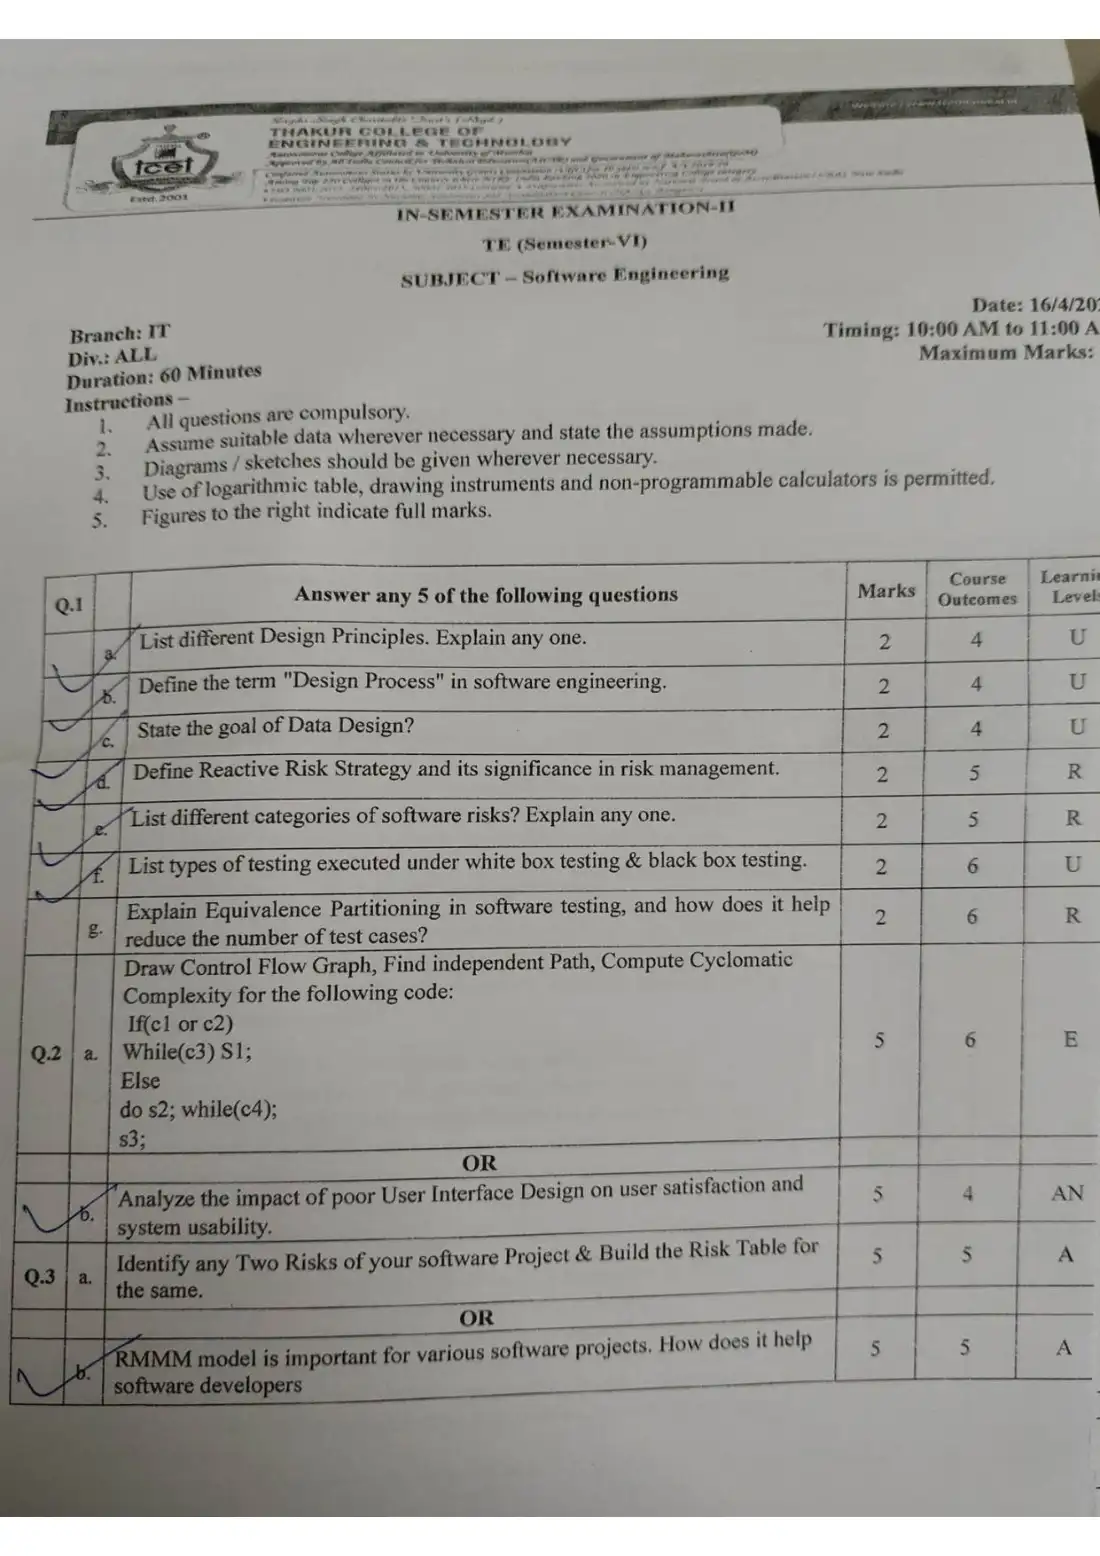 THAKUR COLLEGE OF
ENGINEERING & TECHNOLOGY
Autonomous College Affiliated to University of Mumbai
tcet
Estd. 2001
IN-SEMESTER EXAMINATION-II
TE (Semester-VI)
SUBJECT – Software Engineering
Date: 16/4/20
Branch: IT
Timing: 10:00 AM to 11:00 A
Div.: ALL
Maximum Marks:
Duration: 60 Minutes
Instructions –
1. All questions are compulsory.
2. Assume suitable data wherever necessary and state the assumptions made.
3. Diagrams / sketches should be given wherever necessary.
4. Use of logarithmic table, drawing instruments and non-programmable calculators is permitted.
5. Figures to the right indicate full marks.
Q.1 Answer any 5 of the following questions Marks Course Outcomes Learni Level
a. List different Design Principles. Explain any one. 2 4 U
b. Define the term "Design Process" in software engineering. 2 4 U
c. State the goal of Data Design? 2 4 U
d. Define Reactive Risk Strategy and its significance in risk management. 2 5 R
e. List different categories of software risks? Explain any one. 2 5 R
f. List types of testing executed under white box testing & black box testing. 2 6 U
g. Explain Equivalence Partitioning in software testing, and how does it help 2 6 R
reduce the number of test cases?
Draw Control Flow Graph, Find independent Path, Compute Cyclomatic
Complexity for the following code:
If(c1 or c2)
Q.2 a. While(c3) S1; 5 6 E
Else
do s2; while(c4);
s3;
OR
b. Analyze the impact of poor User Interface Design on user satisfaction and 5 4 AN
system usability.
Q.3 a. Identify any Two Risks of your software Project & Build the Risk Table for 5 5 A
the same.
OR
b. RMMM model is important for various software projects. How does it help 5 5 A
software developers